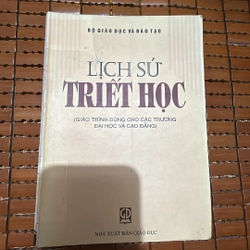 BỘ GIÁO DỤC VÀ ĐÀO TẠO
LỊCH SỬ
TRIẾT HỌC
(GIÁO TRÌNH DÙNG CHO CÁC TRƯỜNG
ĐẠI HỌC VÀ CAO ĐẲNG)
NHÀ XUẤT BẢN GIÁO DỤC